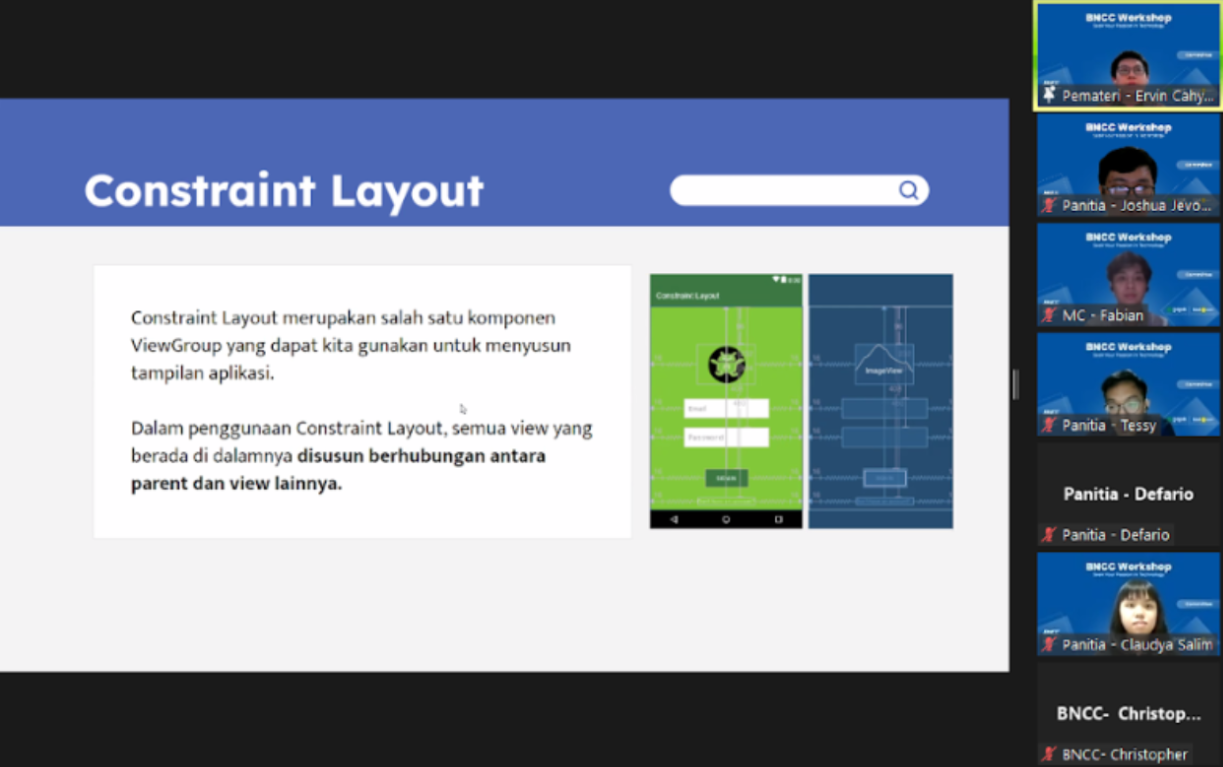 Constraint Layout
Constraint Layout merupakan salah satu komponen
ViewGroup yang dapat kita gunakan untuk menyusun
tampilan aplikasi.
Dalam penggunaan Constraint Layout, semua view yang
berada di dalamnya disusun berhubungan antara
parent dan view lainnya.
Constraint Layout
Email
Password
ImageView
BNCC Workshop
Pemateri - Ervin Cahy...
BNCC Workshop
Panitia - Joshua Jevo...
BNCC Workshop
MC - Fabian
BNCC Workshop
Panitia - Tessy
Panitia - Defario
Panitia - Defario
BNCC Workshop
Panitia - Claudya Salim
BNCC- Christop...
BNCC- Christopher